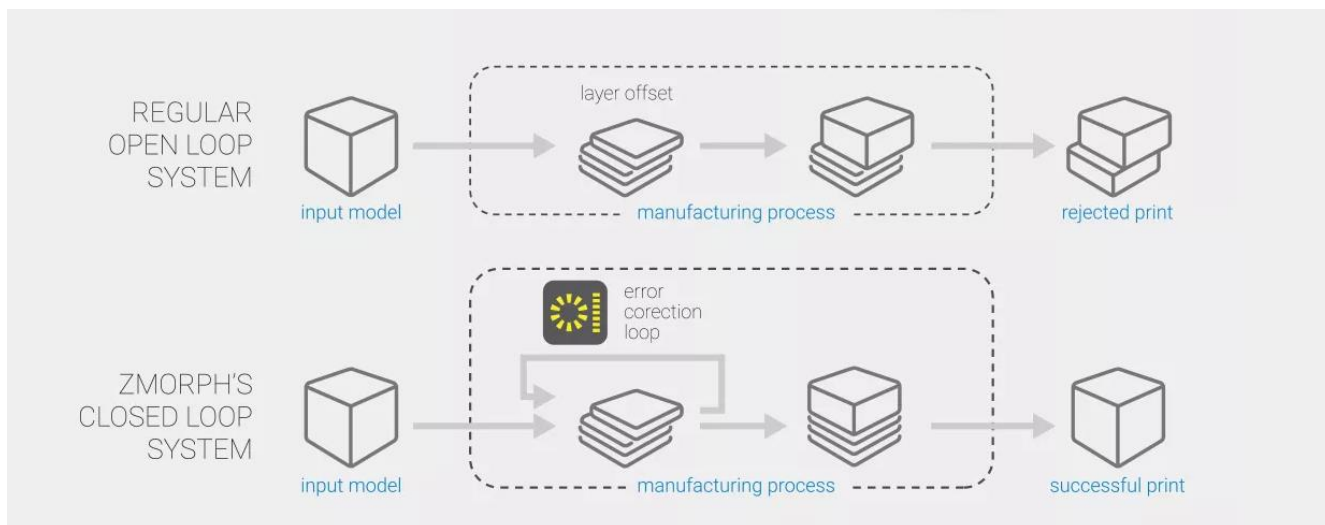 REGULAR
OPEN LOOP
SYSTEM
layer offset
input model
manufacturing process
rejected print
error
corection
loop
ZMORPH'S
CLOSED LOOP
SYSTEM
input model
manufacturing process
successful print